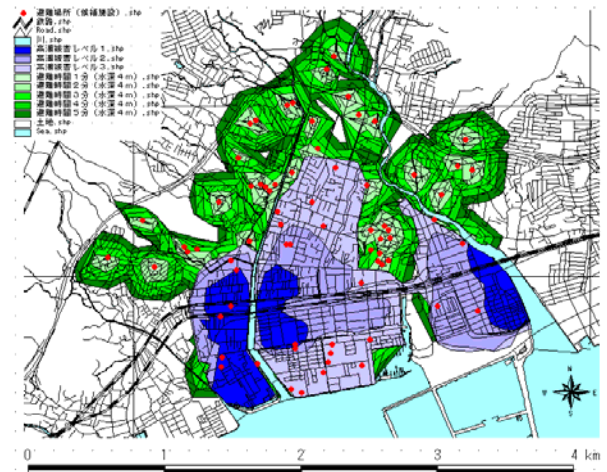 避難場所（候補施設）.shp
鉄路.shp
Road.shp
川.shp
高潮被害レベル1.shp
高潮被害レベル2.shp
高潮被害レベル3.shp
避難時間1分（水深4m）.shp
避難時間2分（水深4m）.shp
避難時間3分（水深4m）.shp
避難時間4分（水深4m）.shp
避難時間5分（水深4m）.shp
土地.shp
Sea.shp
N
W E
S
0 1 2 3 4 km